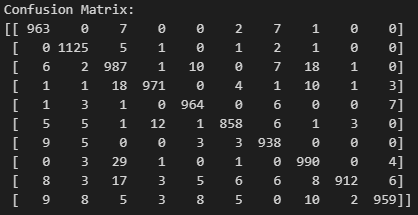 Confusion Matrix:
[[ 963 0 7 0 0 2 7 1 0 0]
[ 0 1125 5 1 0 1 2 1 0 0]
[ 6 2 987 1 10 0 7 18 1 0]
[ 1 1 18 971 0 4 1 10 1 3]
[ 1 3 1 0 964 0 6 0 0 7]
[ 5 5 1 12 1 858 6 1 3 0]
[ 9 5 0 0 3 3 938 0 0 0]
[ 0 3 29 1 0 1 0 990 0 4]
[ 8 3 17 3 5 6 6 8 912 6]
[ 9 8 5 3 8 5 0 10 2 959]]